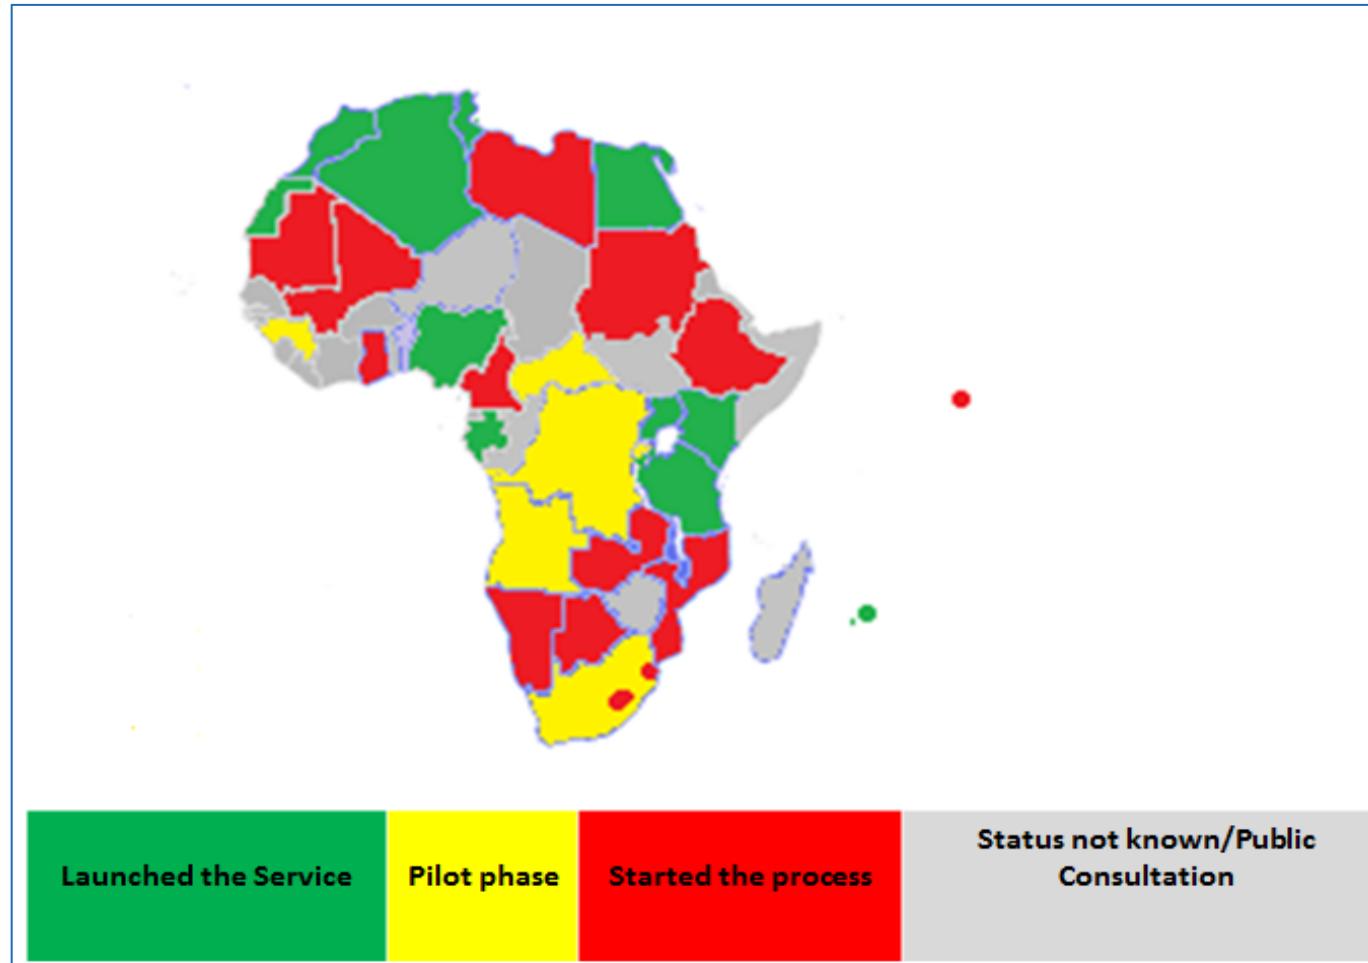 Launched the Service
Pilot phase
Started the process
Status not known/Public
Consultation